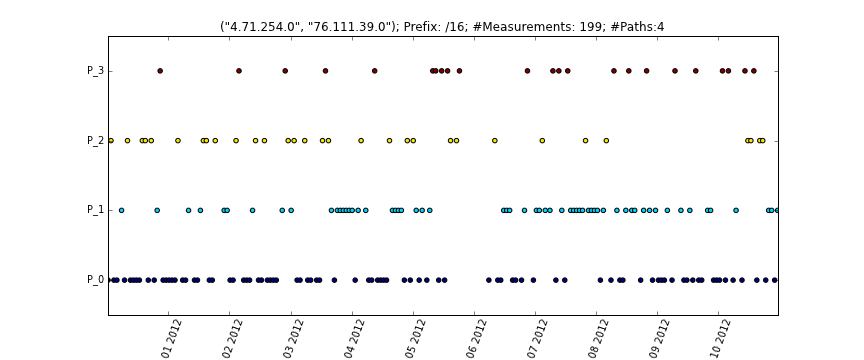 ("4.71.254.0", "76.111.39.0"); Prefix: /16; #Measurements: 199; #Paths:4
P_3
P_2
P_1
P_0
01 2012
02 2012
03 2012
04 2012
05 2012
06 2012
07 2012
08 2012
09 2012
10 2012